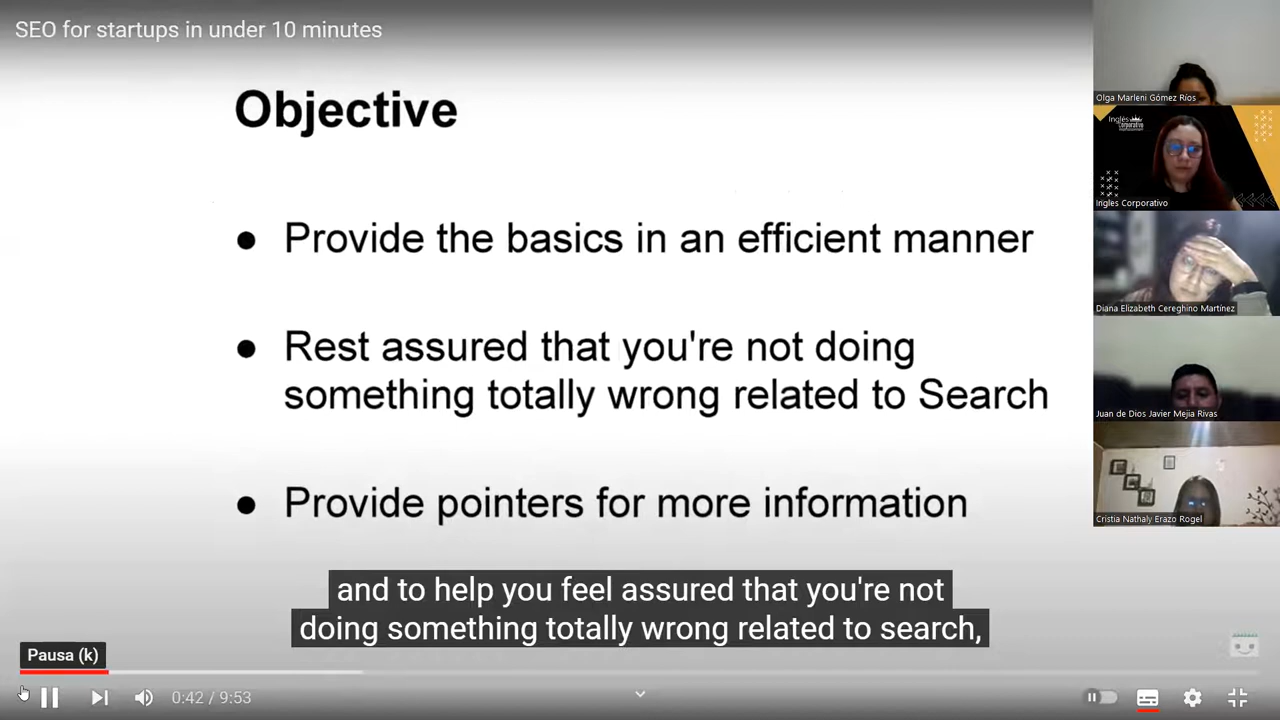 SEO for startups in under 10 minutes
Objective
● Provide the basics in an efficient manner
● Rest assured that you're not doing
something totally wrong related to Search
● Provide pointers for more information
and to help you feel assured that you're not
doing something totally wrong related to search,
Pausa (k)
0:42 / 9:53
Olga Marleni Gómez Ríos
Inglés
Corporativo
Ingles Corporativo
Diana Elizabeth Cereghino Martínez
Juan de Dios Javier Mejia Rivas
Cristia Nathaly Erazo Rogel